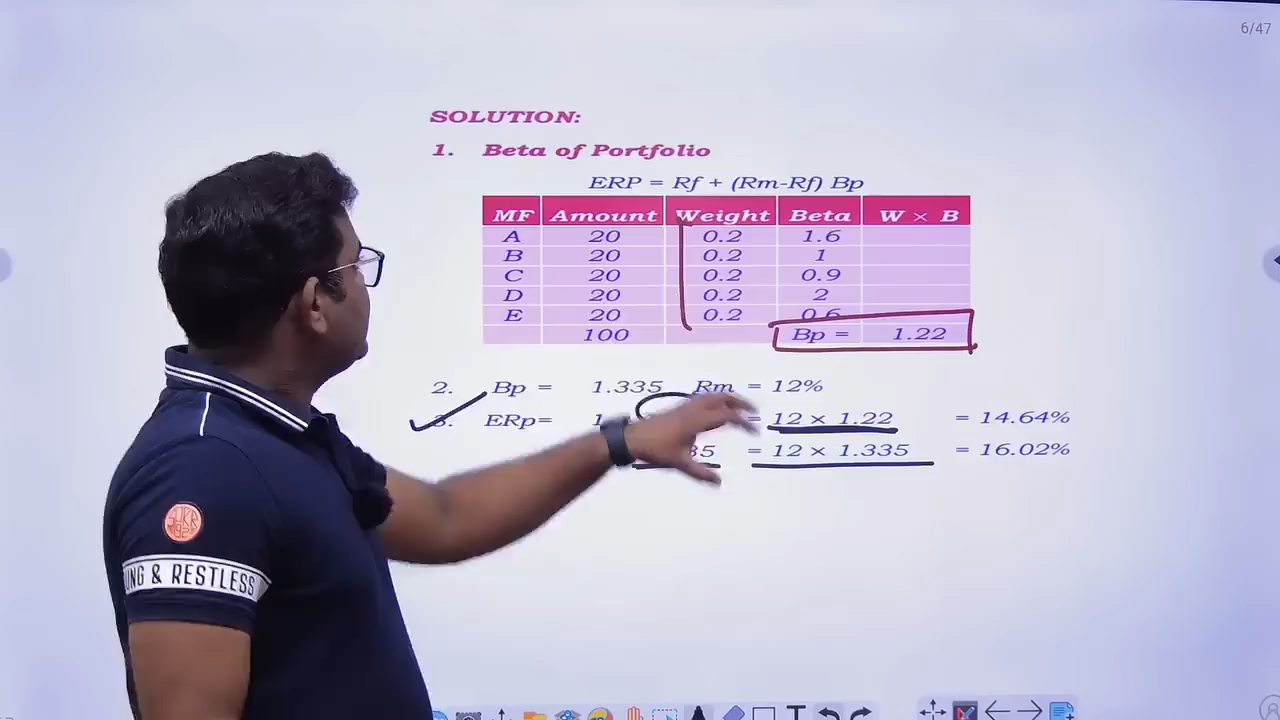 6/47
SOLUTION:
1. Beta of Portfolio
ERP = Rf + (Rm-Rf) Bp
MF Amount Weight Beta W × B
A 20 0.2 1.6
B 20 0.2 1
C 20 0.2 0.9
D 20 0.2 2
E 20 0.2 0.6
100 Bp = 1.22
2. Bp = 1.335 Rm = 12%
3. ERp= = 12 × 1.22 = 14.64%
= 12 × 1.335 = 16.02%
& RESTLESS